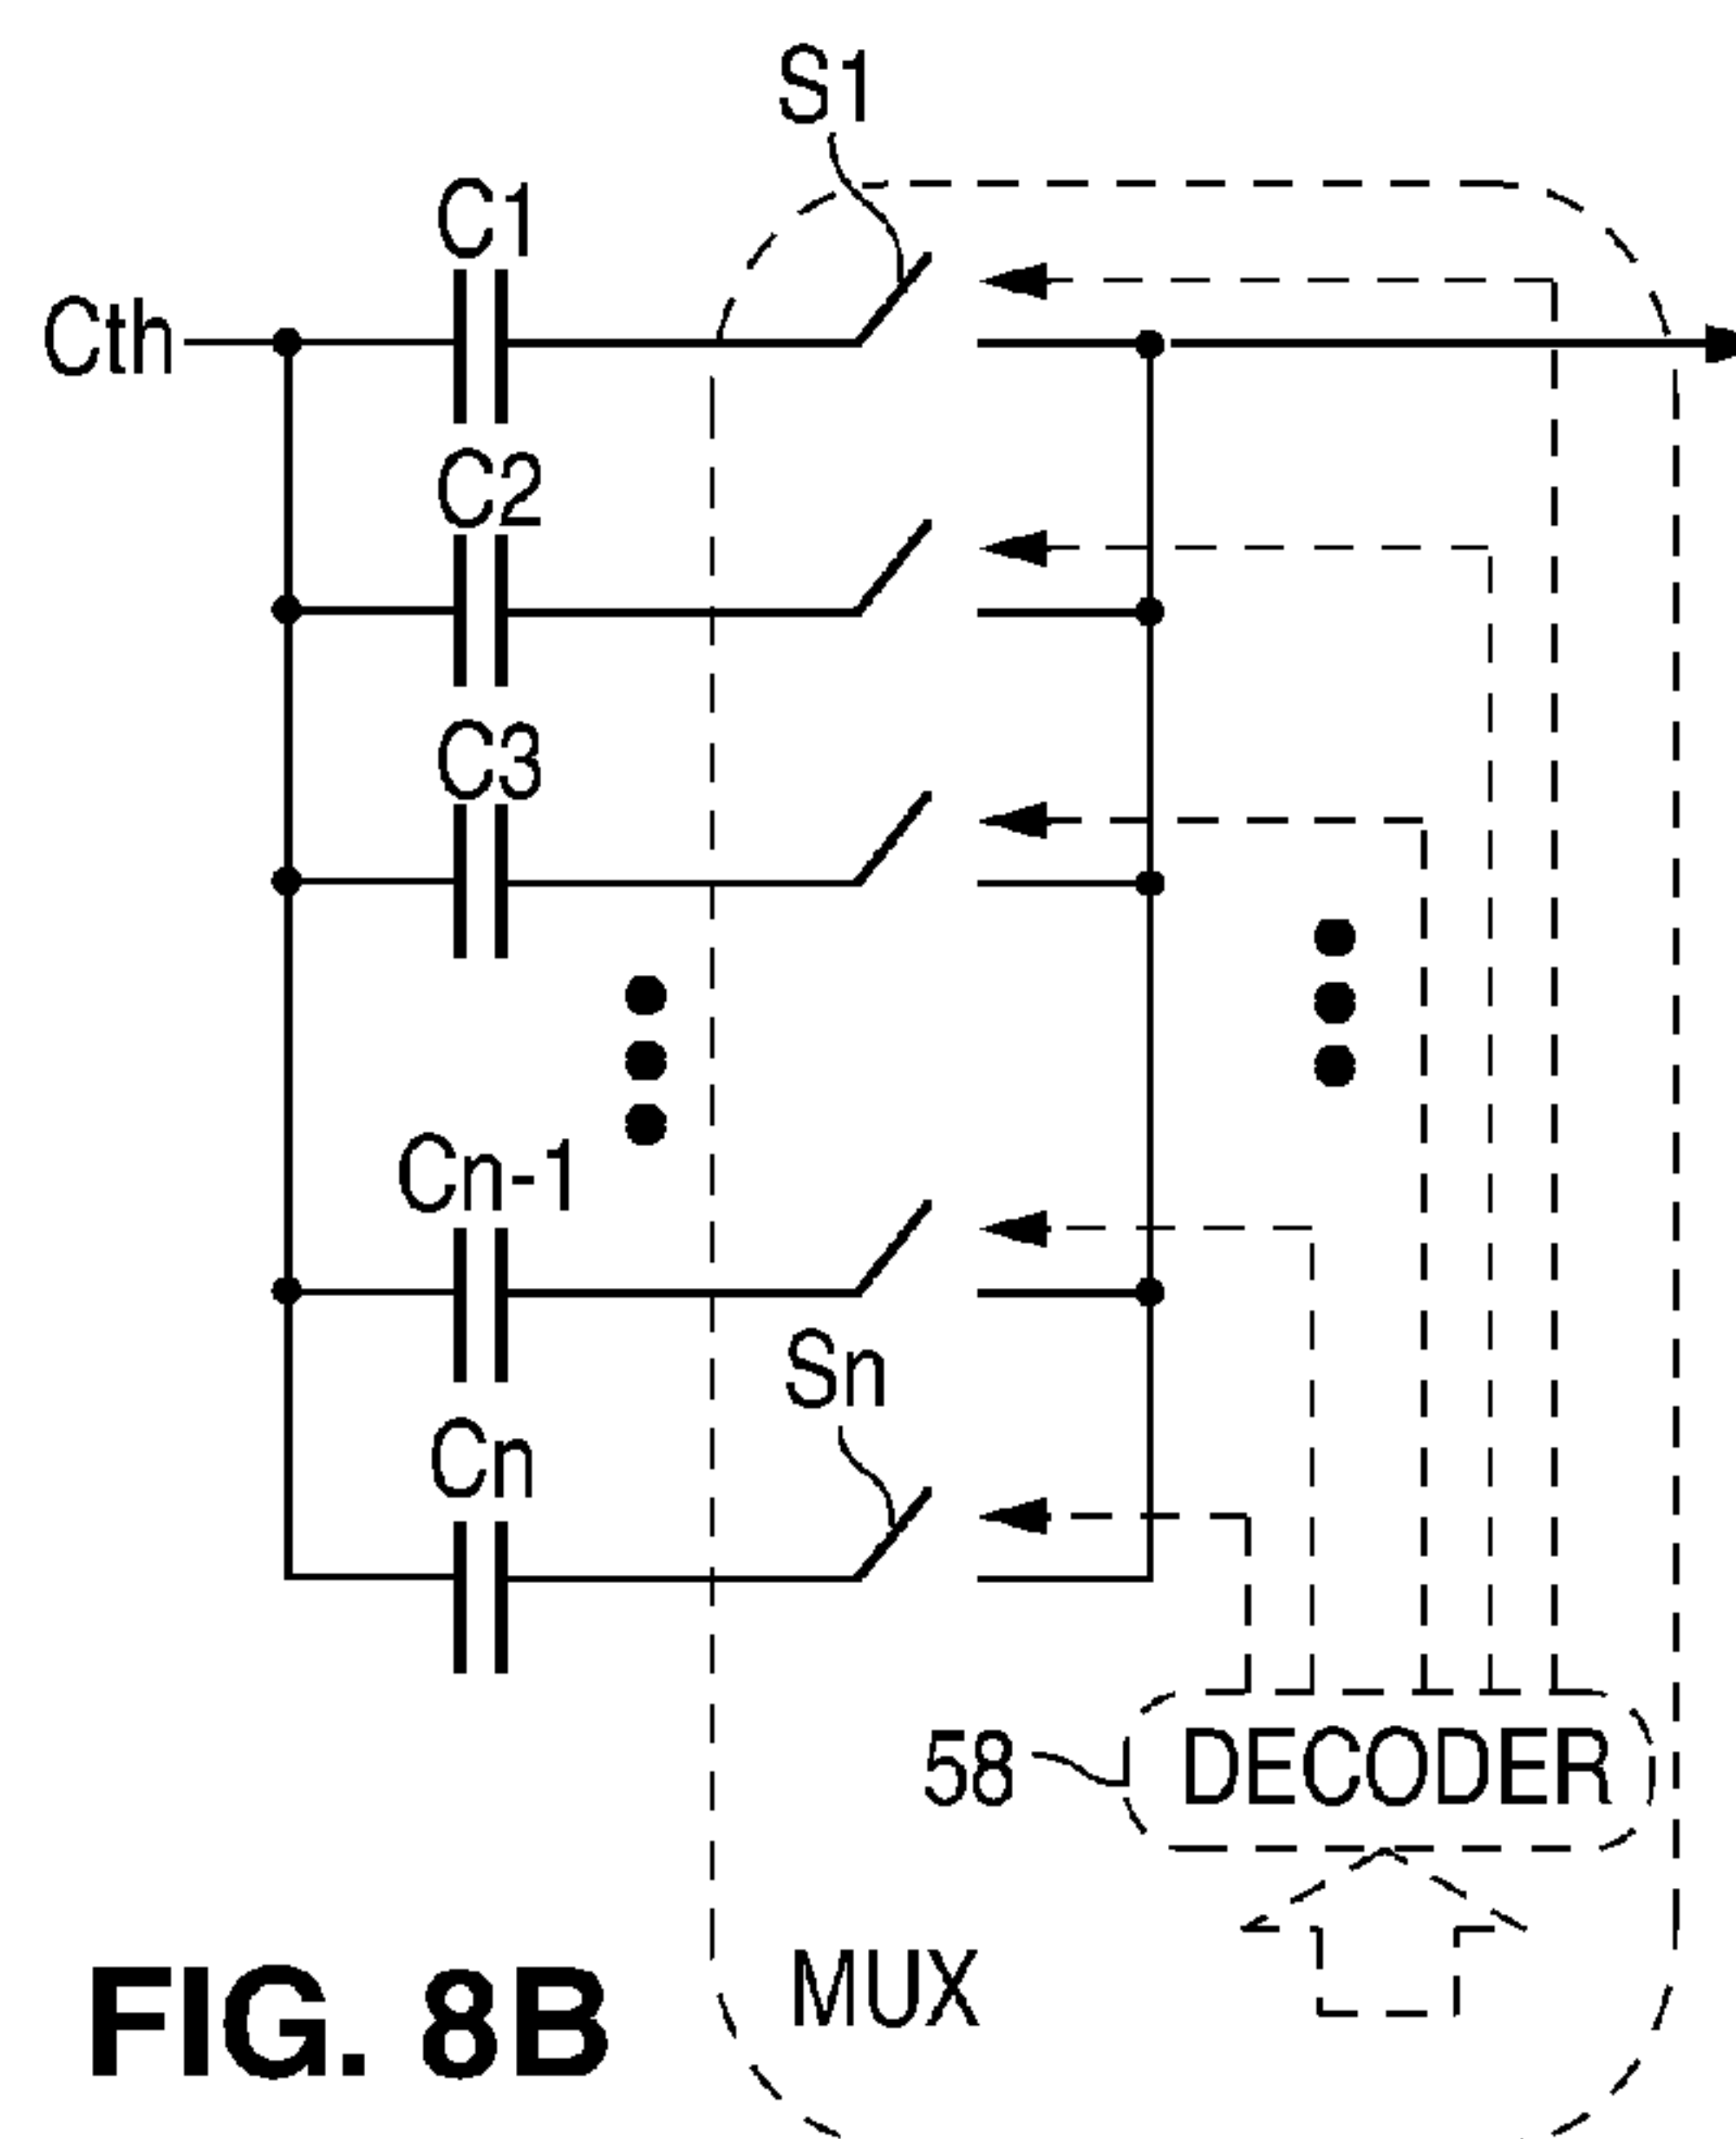 S1
C1
Cth
C2
C3
Cn-1
Sn
Cn
58
DECODER
MUX
FIG. 8B